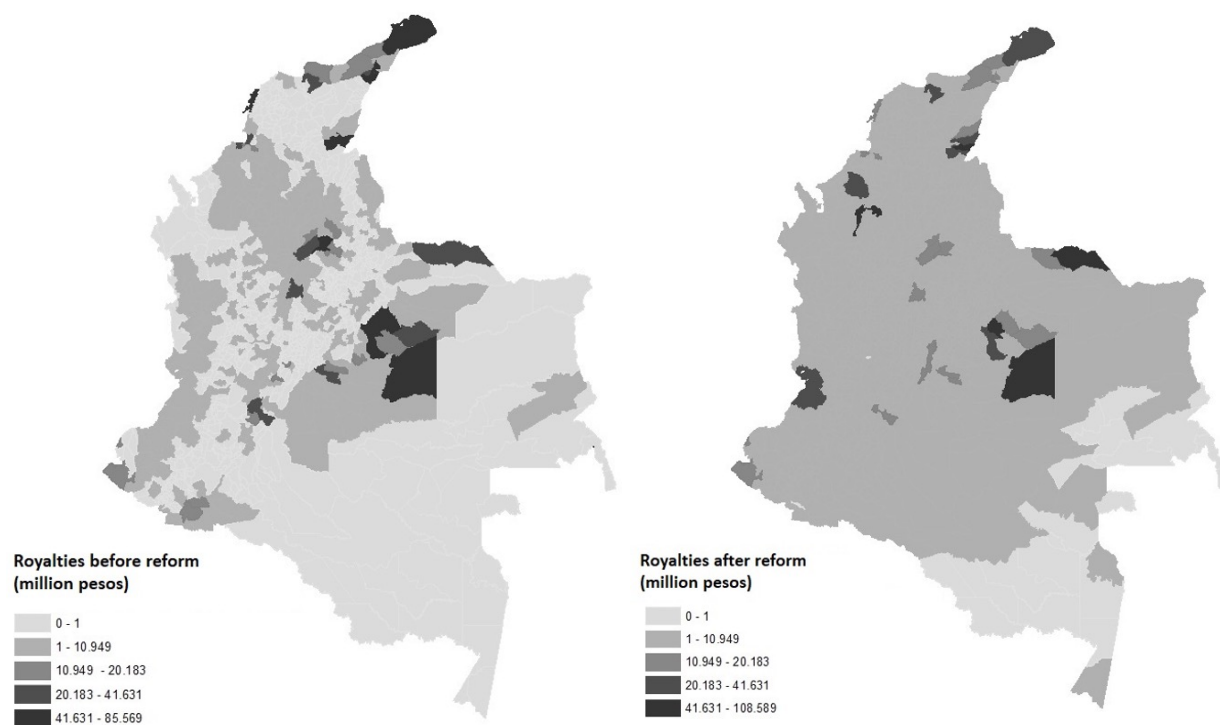 Royalties before reform
(million pesos)
0 - 1
1 - 10.949
10.949 - 20.183
20.183 - 41.631
41.631 - 85.569
Royalties after reform
(million pesos)
0 - 1
1 - 10.949
10.949 - 20.183
20.183 - 41.631
41.631 - 108.589